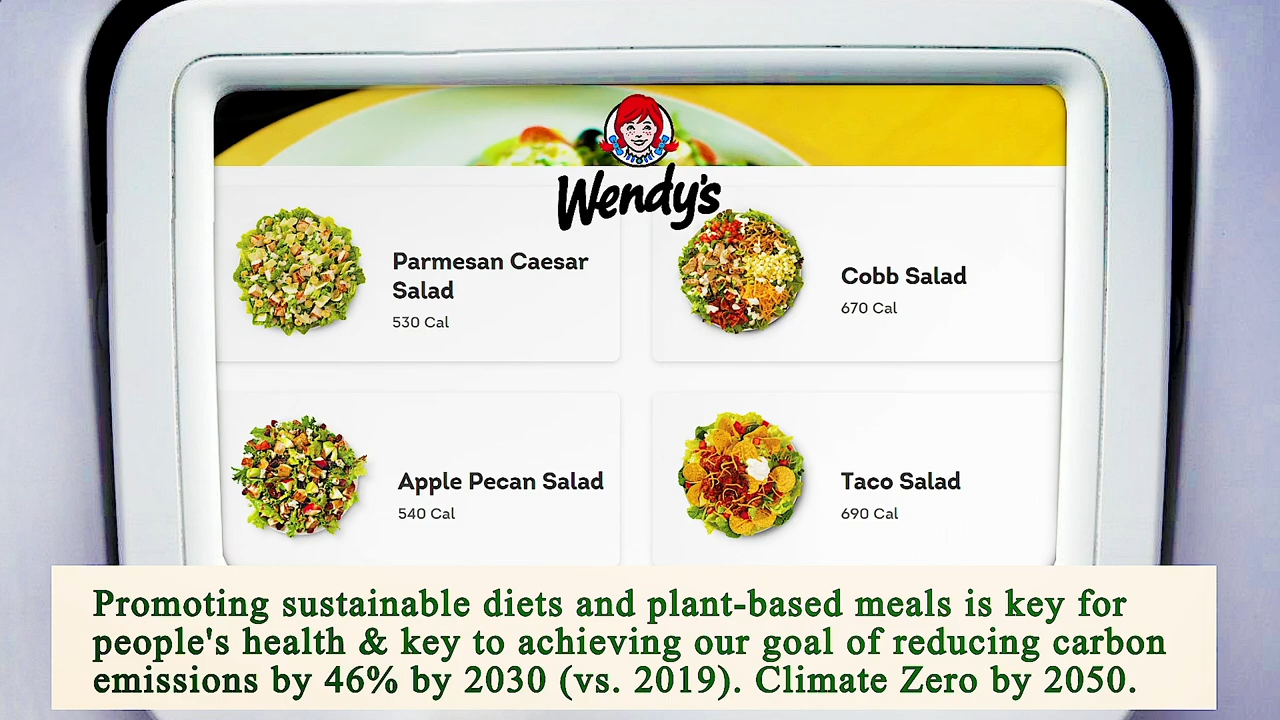 Wendy's
Parmesan Caesar
Salad
530 Cal
Cobb Salad
670 Cal
Apple Pecan Salad
540 Cal
Taco Salad
690 Cal
Promoting sustainable diets and plant-based meals is key for
people's health & key to achieving our goal of reducing carbon
emissions by 46% by 2030 (vs. 2019). Climate Zero by 2050.